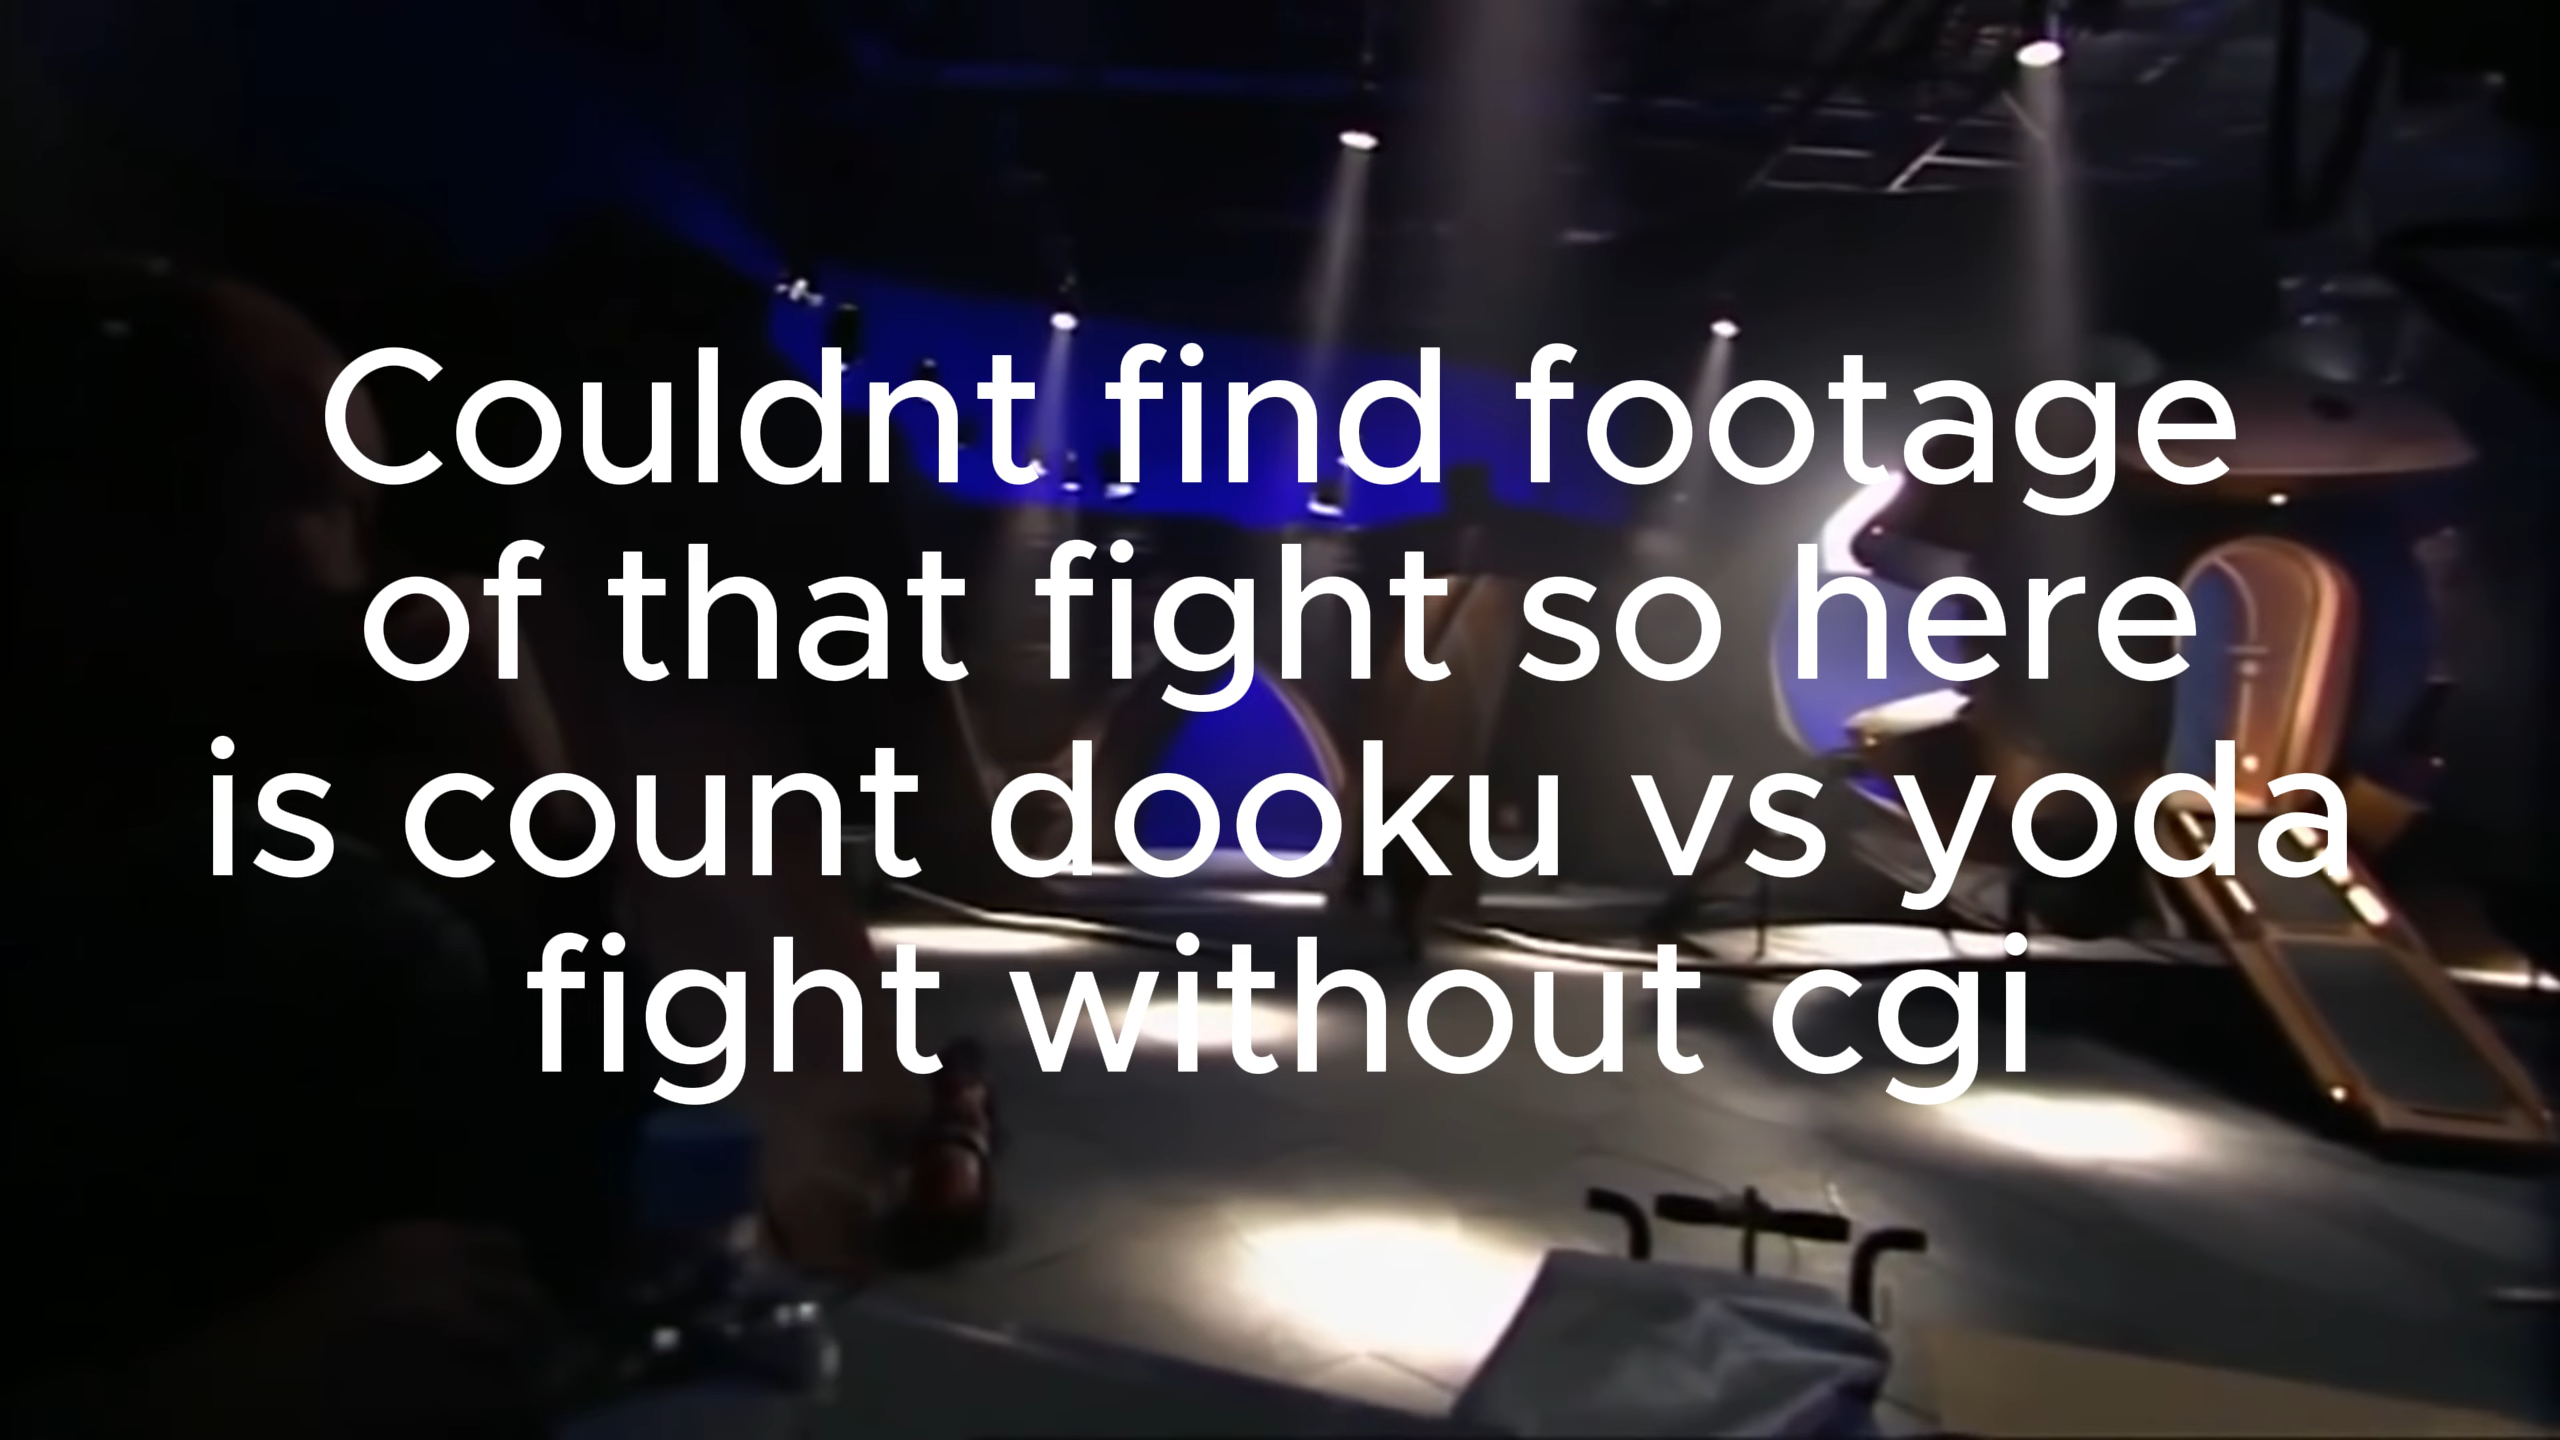 Couldnt find footage
of that fight so here
is count dooku vs yoda
fight without cgi